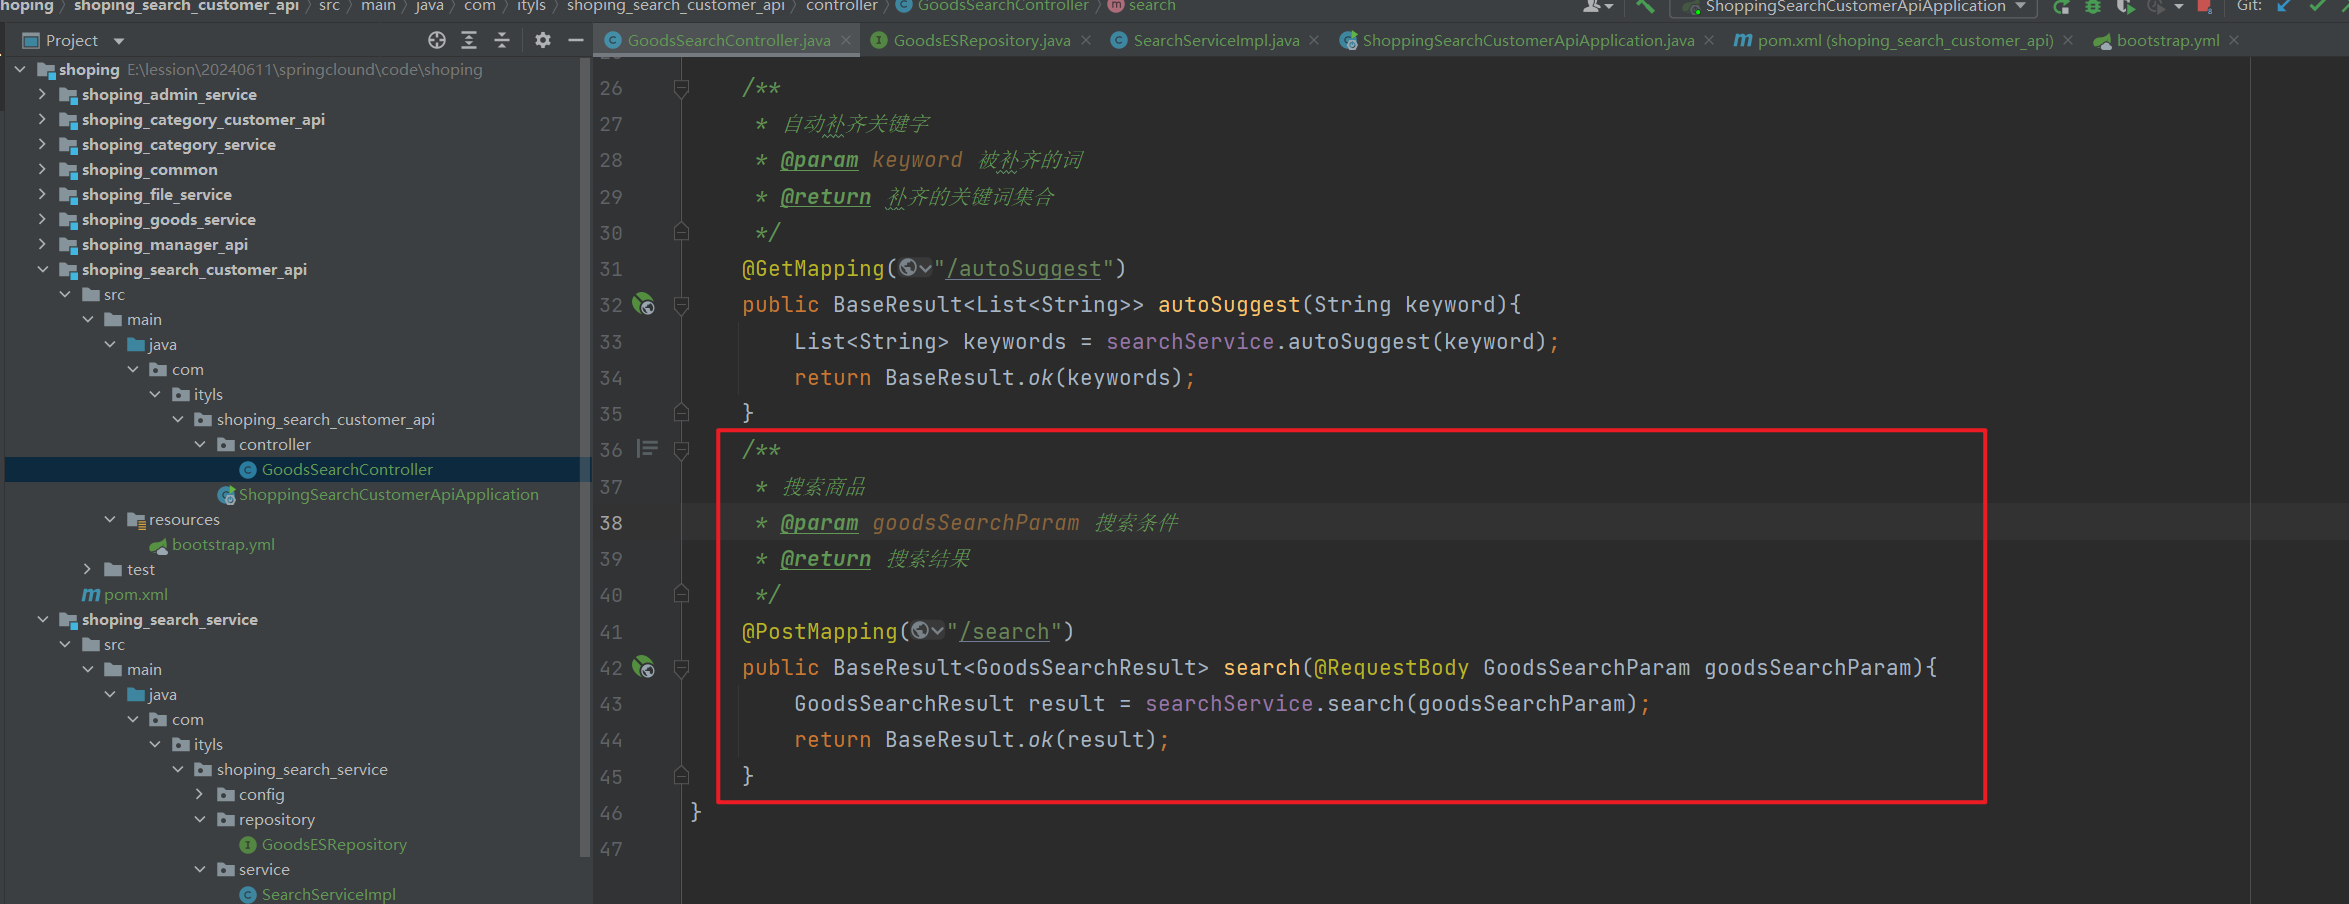 hoping › shoping_search_customer_api › src › main › java › com › ityls › shoping_search_customer_api › controller › GoodsSearchController › search
ShoppingSearchCustomerApiApplication
Git:
Project
GoodsSearchController.java
GoodsESRepository.java
SearchServiceImpl.java
ShoppingSearchCustomerApiApplication.java
pom.xml (shoping_search_customer_api)
bootstrap.yml
shoping E:\lession\20240611\springclound\code\shoping
shoping_admin_service
shoping_category_customer_api
shoping_category_service
shoping_common
shoping_file_service
shoping_goods_service
shoping_manager_api
shoping_search_customer_api
src
main
java
com
ityls
shoping_search_customer_api
controller
GoodsSearchController
ShoppingSearchCustomerApiApplication
resources
bootstrap.yml
test
pom.xml
shoping_search_service
src
main
java
com
ityls
shoping_search_service
config
repository
GoodsESRepository
service
SearchServiceImpl
26 /**
27 * 自动补齐关键字
28 * @param keyword 被补齐的词
29 * @return 补齐的关键词集合
30 */
31 @GetMapping("/autoSuggest")
32 public BaseResult<List<String>> autoSuggest(String keyword){
33 List<String> keywords = searchService.autoSuggest(keyword);
34 return BaseResult.ok(keywords);
35 }
36 /**
37 * 搜索商品
38 * @param goodsSearchParam 搜索条件
39 * @return 搜索结果
40 */
41 @PostMapping("/search")
42 public BaseResult<GoodsSearchResult> search(@RequestBody GoodsSearchParam goodsSearchParam){
43 GoodsSearchResult result = searchService.search(goodsSearchParam);
44 return BaseResult.ok(result);
45 }
46 }
47